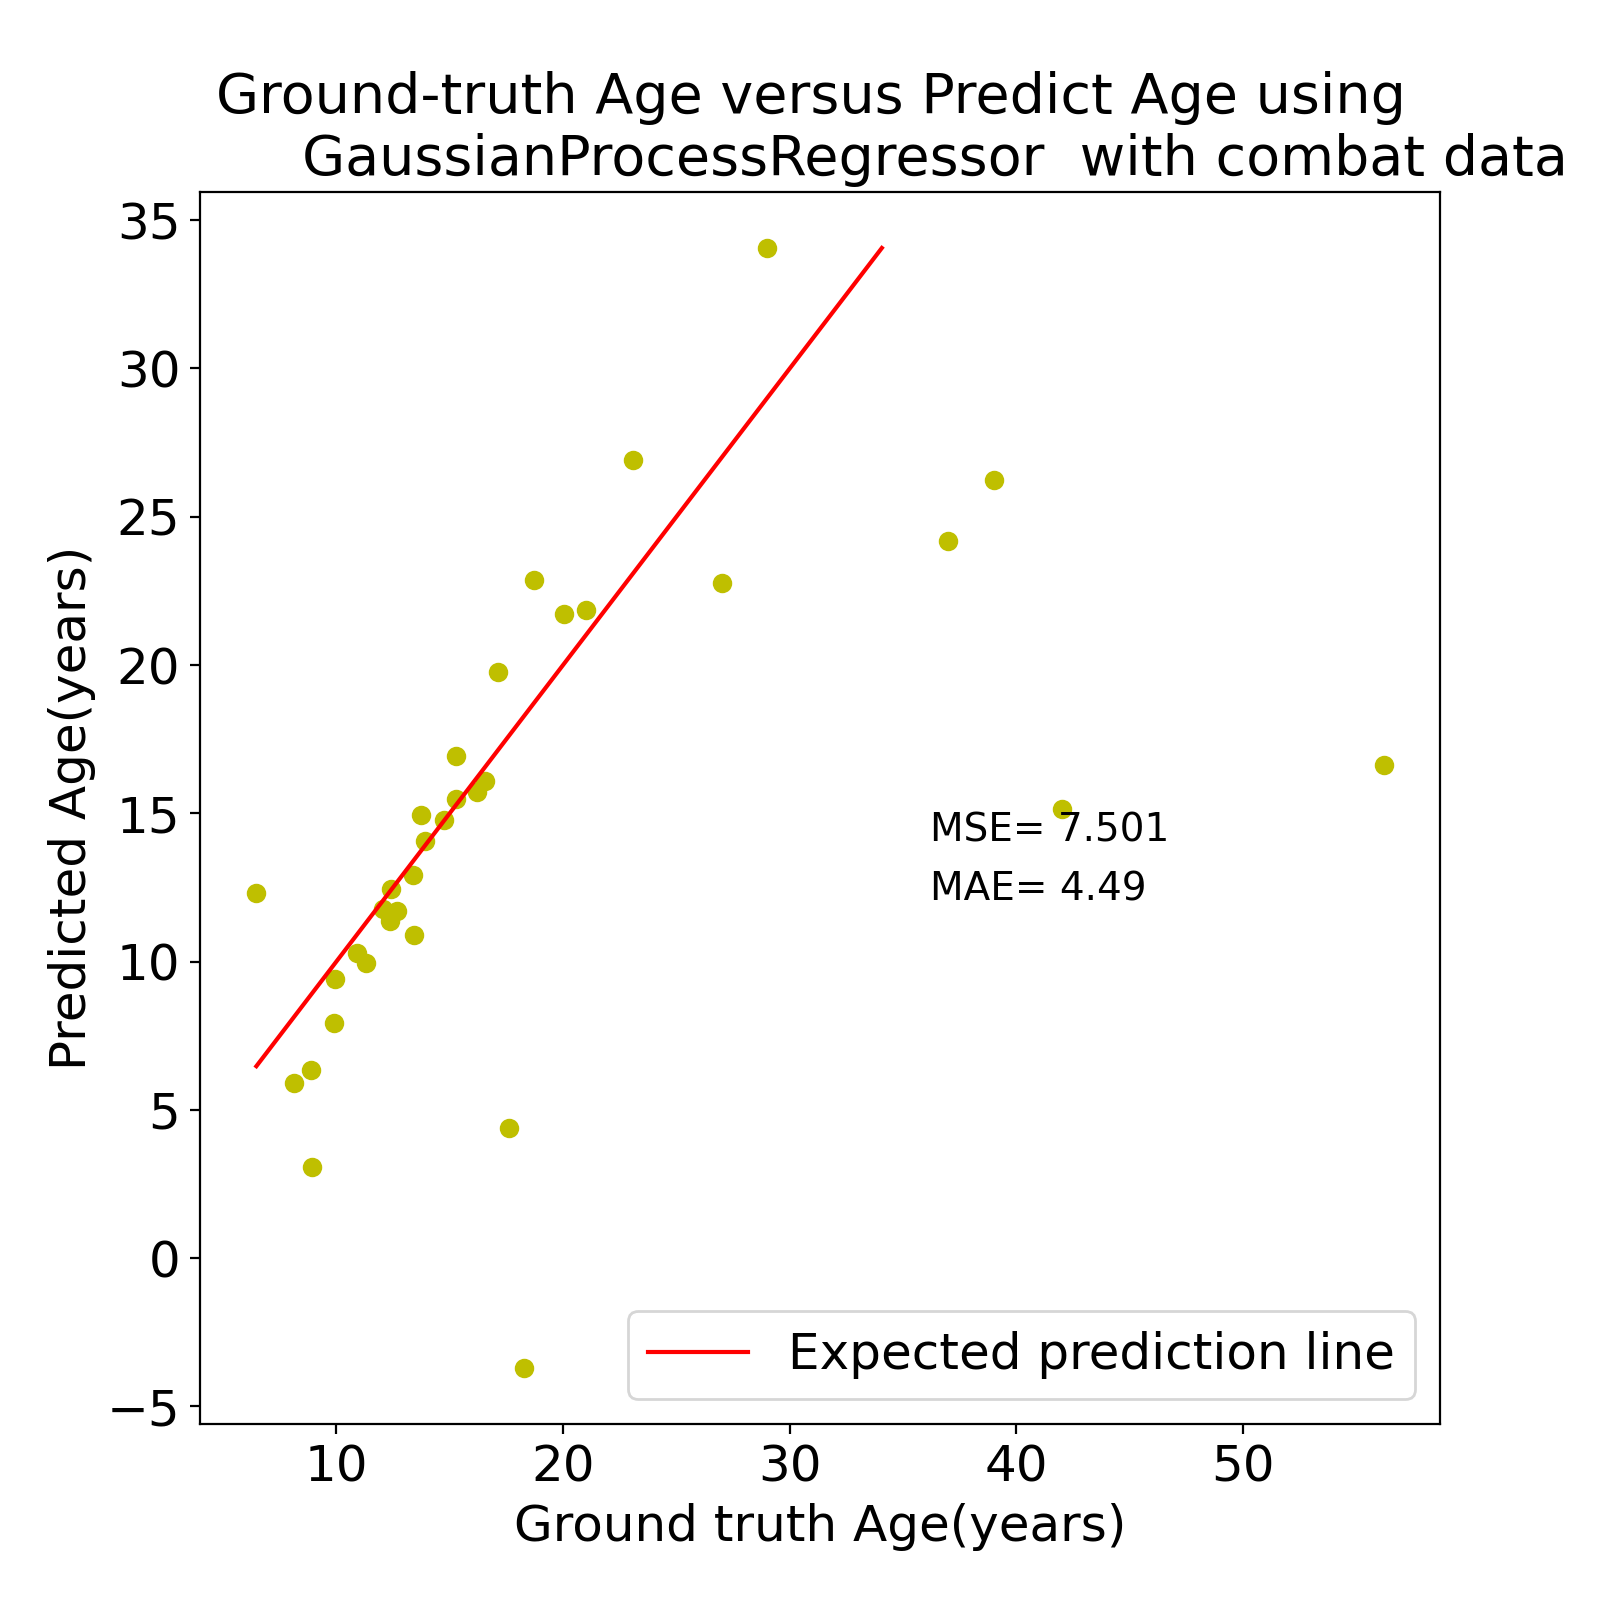 Ground-truth Age versus Predict Age using
GaussianProcessRegressor  with combat data
35
30
25
20
15
10
5
0
−5
Predicted Age(years)
MSE= 7.501
MAE= 4.49
Expected prediction line
10 20 30 40 50
Ground truth Age(years)